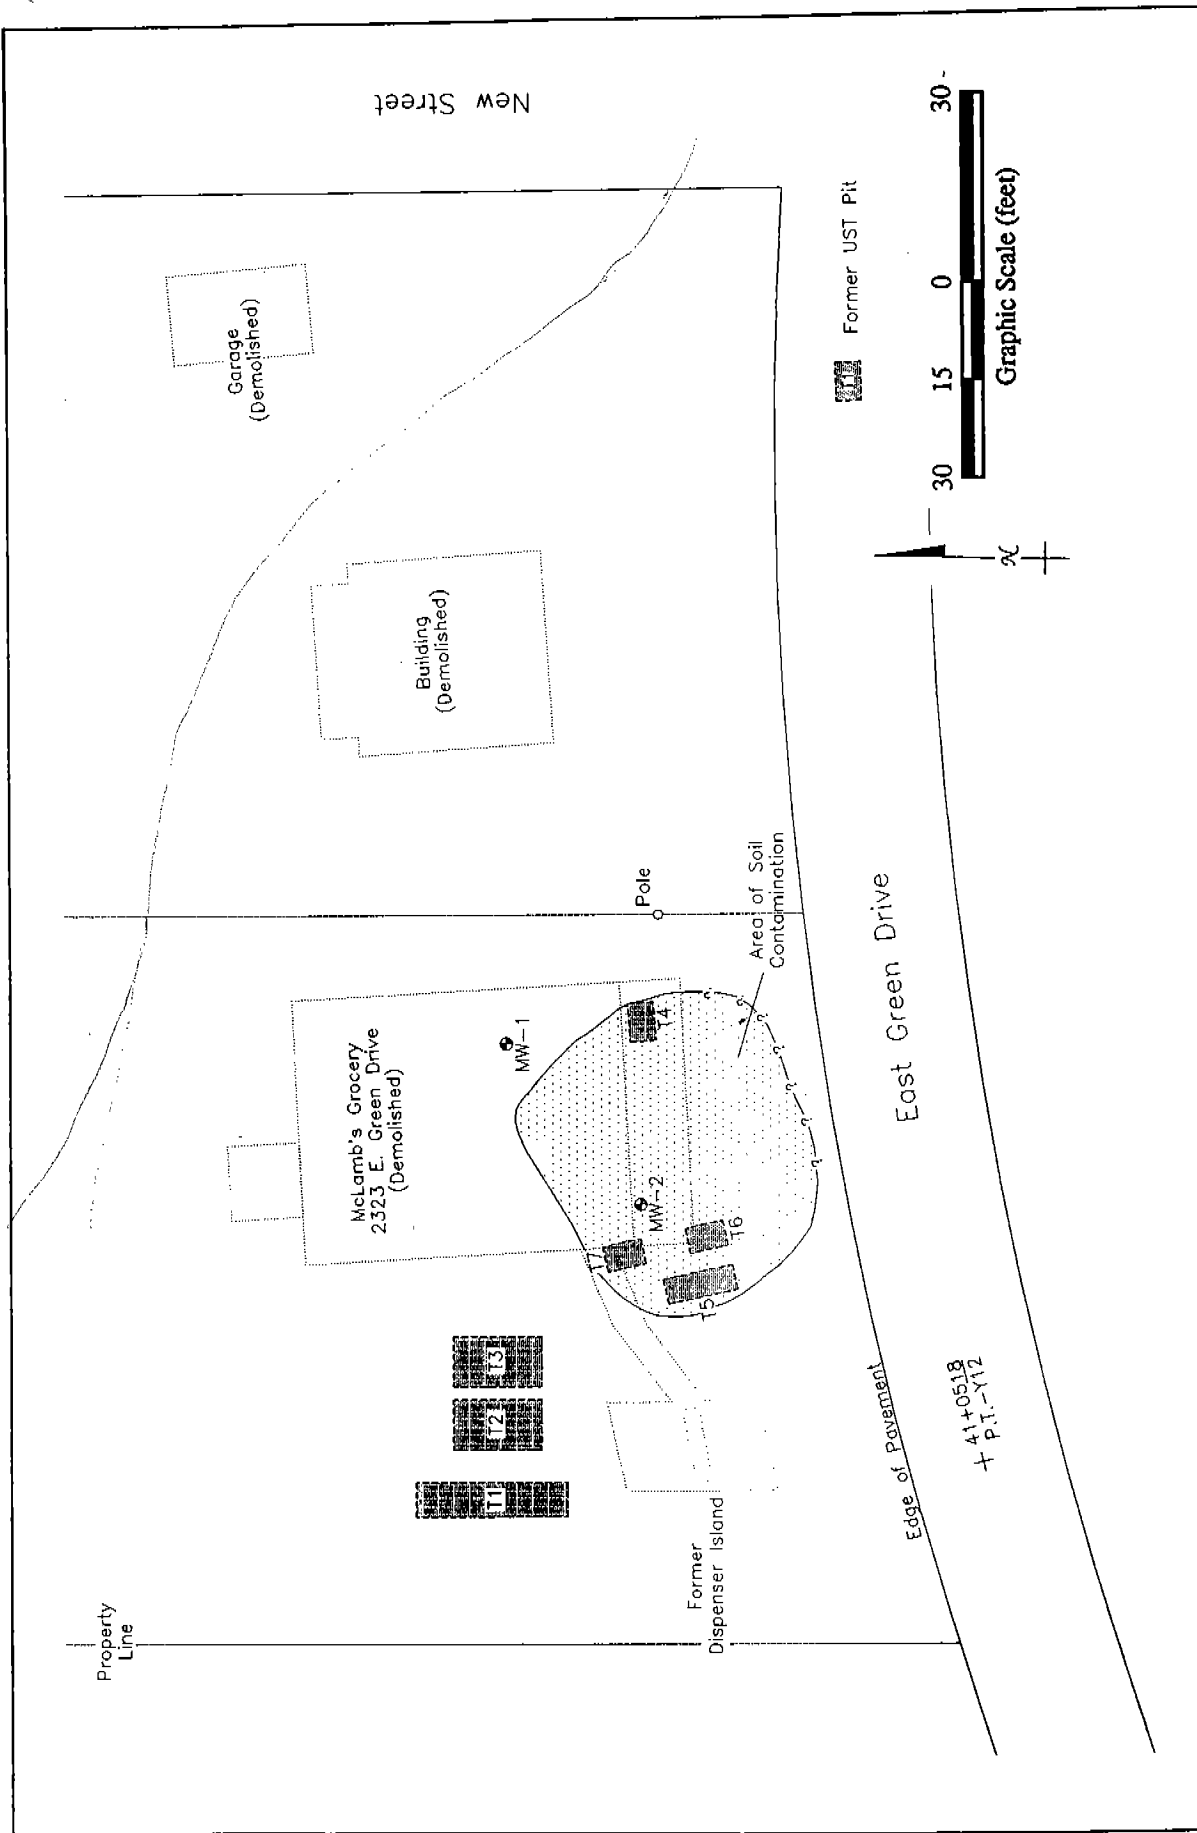 New Street
Garage
(Demolished)
Building
(Demolished)
Former UST Pit
30
15
0
30
Graphic Scale (feet)
N
Pole
Area of Soil
Contamination
McLamb's Grocery
2323 E. Green Drive
(Demolished)
MW-1
MW-2
T4
T7
T6
T5
T3
T2
T1
East Green Drive
Former
Dispenser Island
Edge of Pavement
+ 41+0518
P.T.-Y12
Property
Line
?
?
?
?
?
?
?